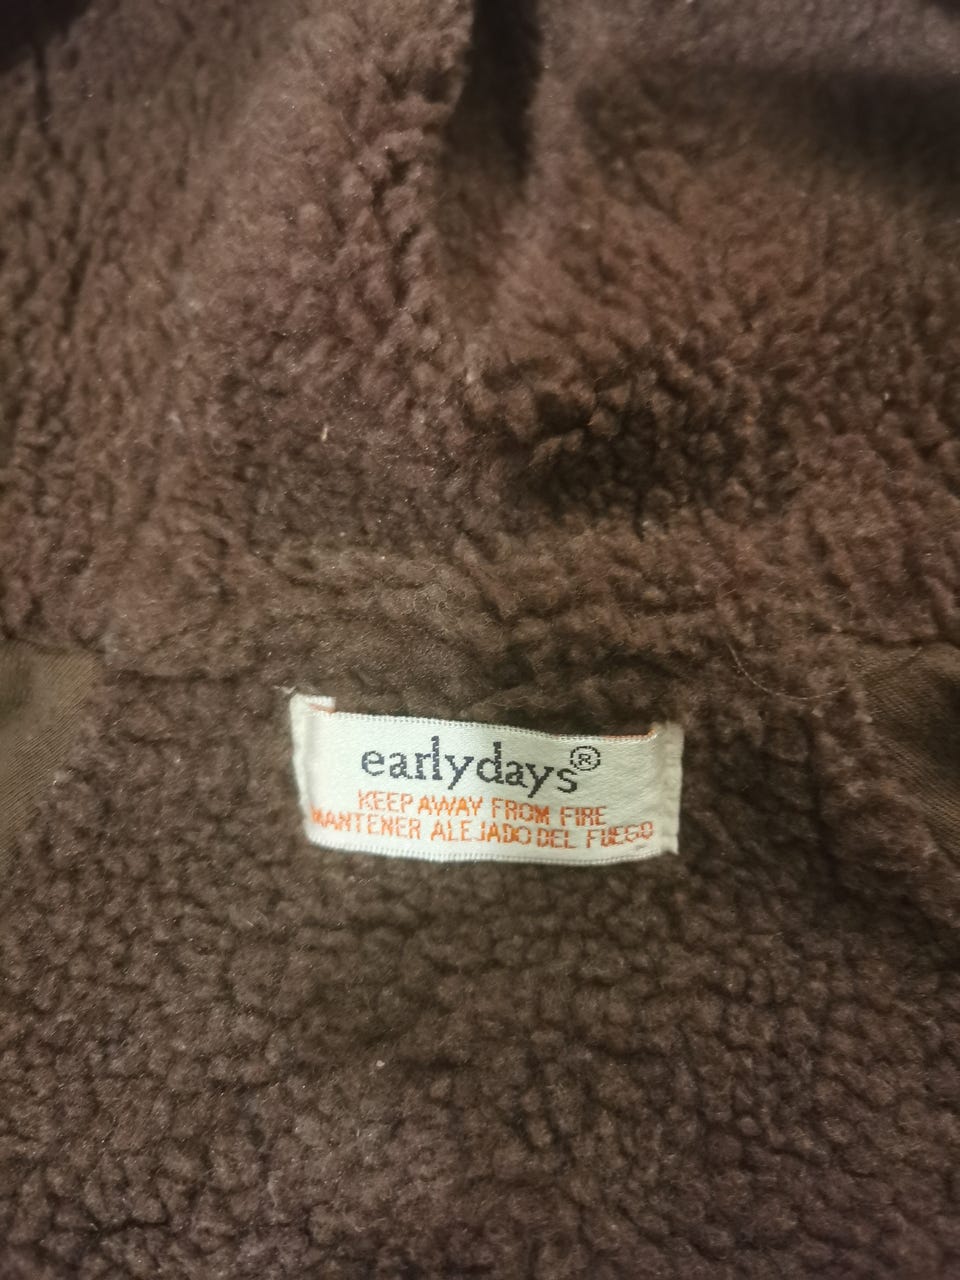 earlydays®
KEEP AWAY FROM FIRE
MANTENER ALEJADO DEL FUEGO